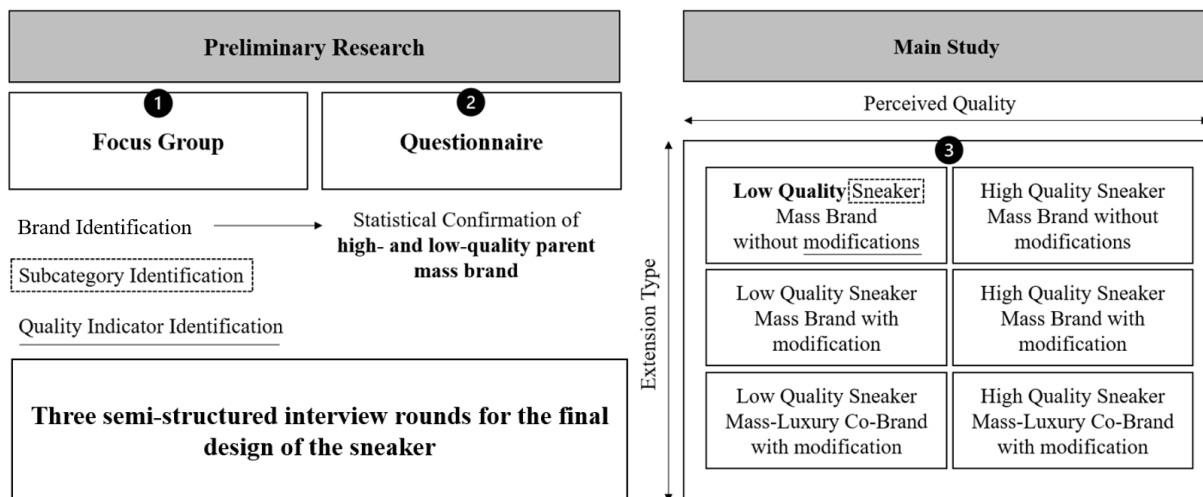 Preliminary Research
1
2
Focus Group
Questionnaire
Brand Identification
Statistical Confirmation of
high- and low-quality parent
mass brand
Subcategory Identification
Quality Indicator Identification
Three semi-structured interview rounds for the final
design of the sneaker
Main Study
Perceived Quality
Extension Type
3
Low Quality Sneaker
Mass Brand
without modifications
High Quality Sneaker
Mass Brand without
modifications
Low Quality Sneaker
Mass Brand with
modification
High Quality Sneaker
Mass Brand with
modification
Low Quality Sneaker
Mass-Luxury Co-Brand
with modification
High Quality Sneaker
Mass-Luxury Co-Brand
with modification